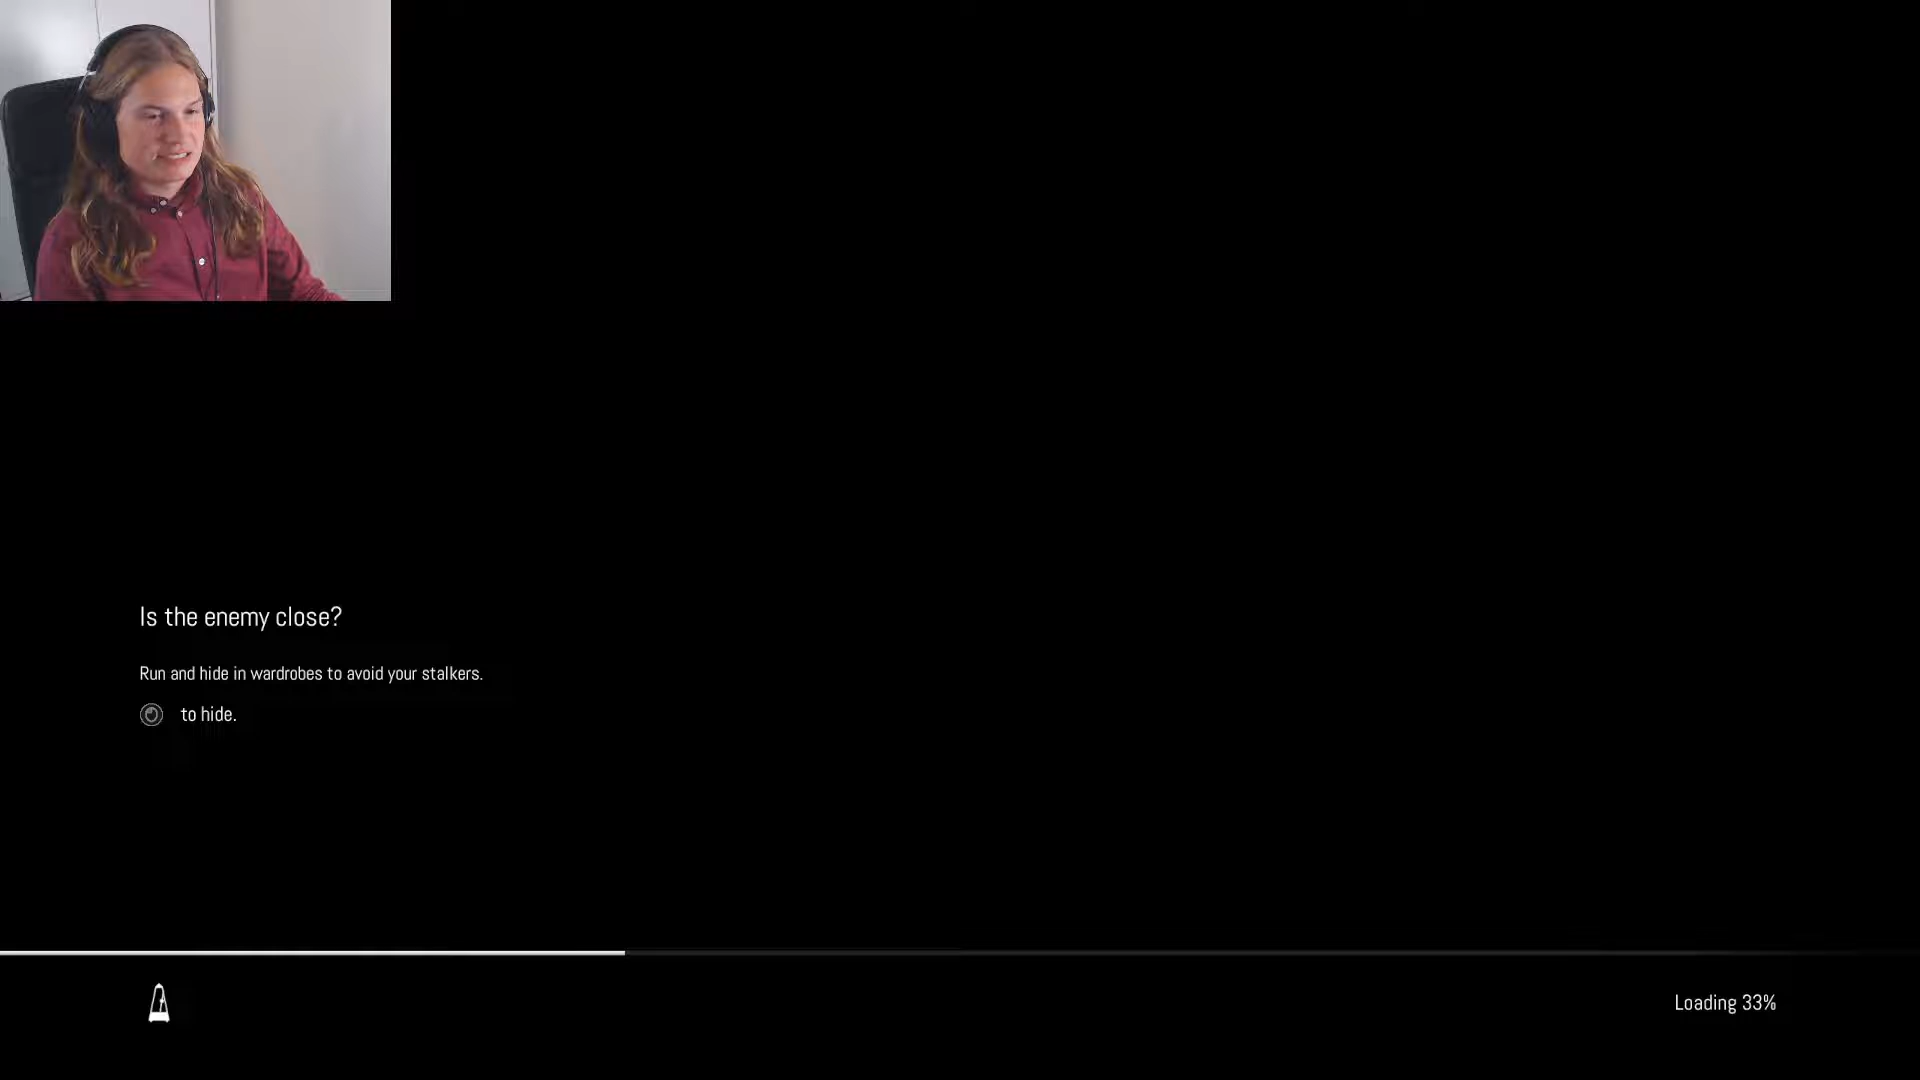 Is the enemy close?
Run and hide in wardrobes to avoid your stalkers.
to hide.
Loading 33%